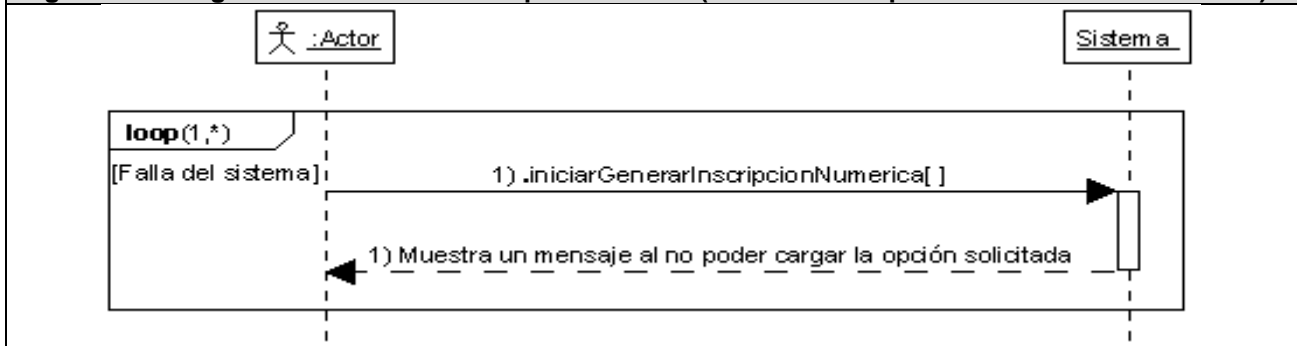 :Actor
Sistema
loop(1,*)
[Falla del sistema]
1) .iniciarGenerarInscripcionNumerica[ ]
1) Muestra un mensaje al no poder cargar la opción solicitada